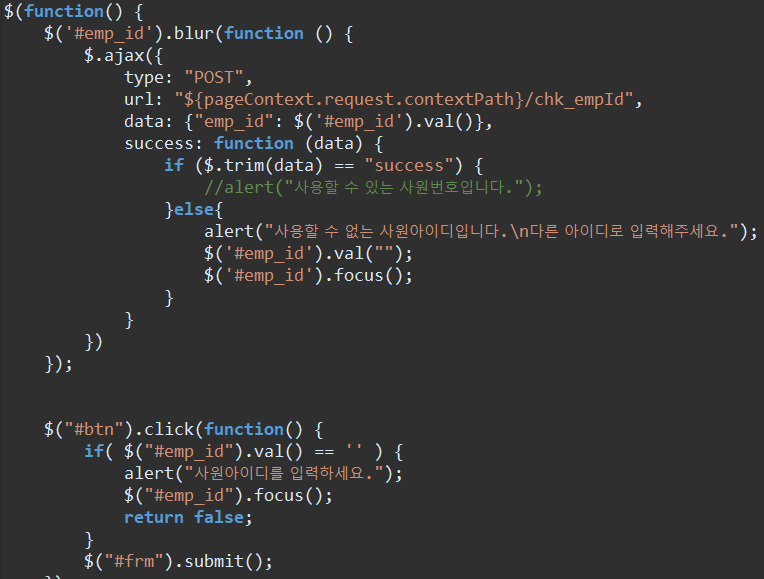 $(function() {
    $('#emp_id').blur(function () {
        $.ajax({
            type: "POST",
            url: "${pageContext.request.contextPath}/chk_empId",
            data: {"emp_id": $('#emp_id').val()},
            success: function (data) {
                if ($.trim(data) == "success") {
                    //alert("사용할 수 있는 사원번호입니다.");
                }else{
                    alert("사용할 수 없는 사원아이디입니다.\n다른 아이디로 입력해주세요.");
                    $('#emp_id').val("");
                    $('#emp_id').focus();
                }
            }
        })
    });
    $("#btn").click(function() {
        if( $("#emp_id").val() == '' ) {
            alert("사원아이디를 입력하세요.");
            $("#emp_id").focus();
            return false;
        }
        $("#frm").submit();